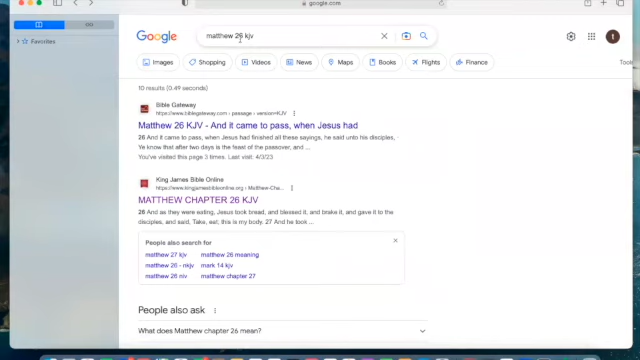 google.com
Favorites
Google
matthew 26 kjv
Images
Shopping
Videos
News
Maps
Books
Flights
Finance
Tools
10 results (0.49 seconds)
Bible Gateway
https://www.biblegateway.com › passage › version=KJV
Matthew 26 KJV - And it came to pass, when Jesus had
26 And it came to pass, when Jesus had finished all these sayings, he said unto his disciples,
Ye know that after two days is the feast of the passover, and ...
You've visited this page 3 times. Last visit: 4/3/23
King James Bible Online
https://www.kingjamesbibleonline.org › Matthew-Cha...
MATTHEW CHAPTER 26 KJV
26 And as they were eating, Jesus took bread, and blessed it, and brake it, and gave it to the
disciples, and said, Take, eat; this is my body. 27 And he took ...
People also search for
matthew 27 kjv
matthew 26 meaning
matthew 26 - nkjv
mark 14 kjv
matthew 26 niv
matthew chapter 27
People also ask
What does Matthew chapter 26 mean?